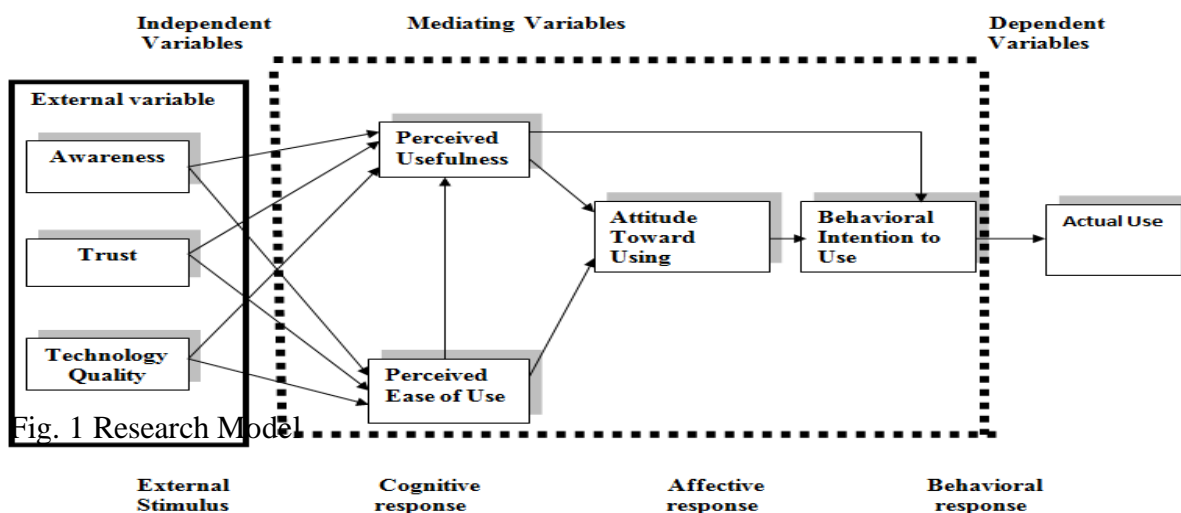 Independent Variables
Mediating Variables
Dependent Variables
External variable
Awareness
Trust
Technology
Quality
Perceived
Usefulness
Perceived
Ease of Use
Attitude
Toward
Using
Behavioral
Intention to
Use
Actual Use
Fig. 1 Research Model
External
Stimulus
Cognitive
response
Affective
response
Behavioral
response